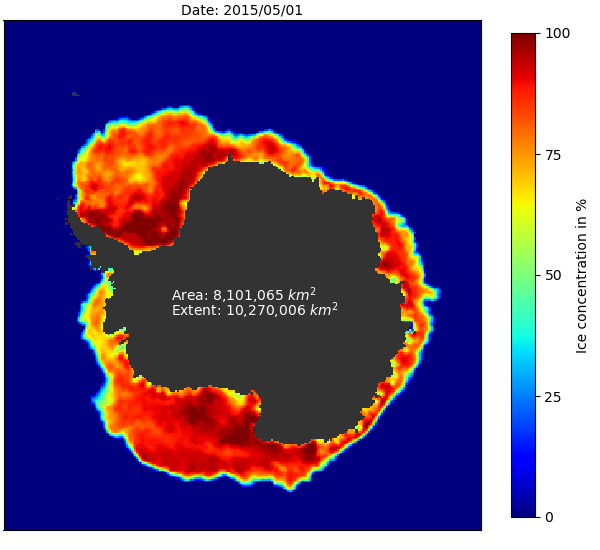 Date: 2015/05/01
100
75
50
25
0
Ice concentration in %
Area: 8,101,065 km²
Extent: 10,270,006 km²